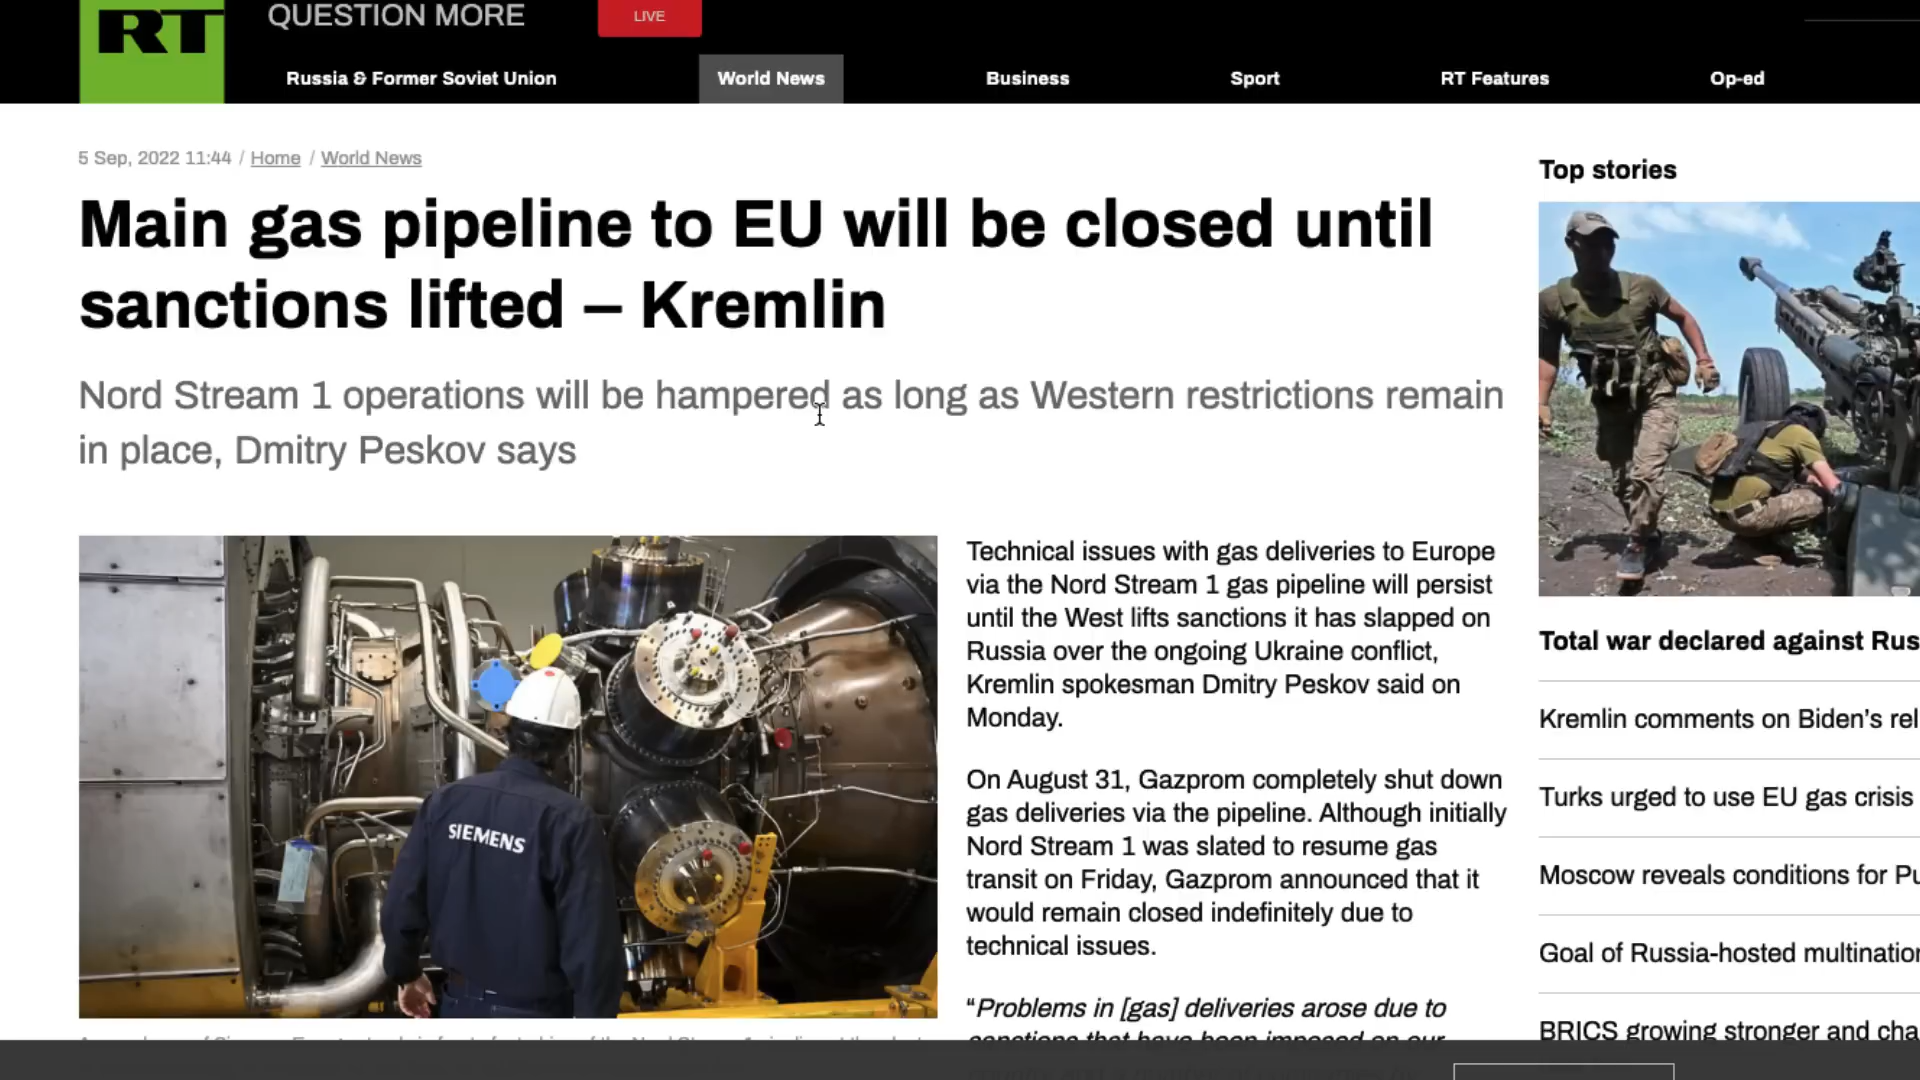 RT
QUESTION MORE
LIVE
Russia & Former Soviet Union
World News
Business
Sport
RT Features
Op-ed
5 Sep, 2022 11:44 / Home / World News
Main gas pipeline to EU will be closed until
sanctions lifted – Kremlin
Nord Stream 1 operations will be hampered as long as Western restrictions remain
in place, Dmitry Peskov says
SIEMENS
Technical issues with gas deliveries to Europe
via the Nord Stream 1 gas pipeline will persist
until the West lifts sanctions it has slapped on
Russia over the ongoing Ukraine conflict,
Kremlin spokesman Dmitry Peskov said on
Monday.
On August 31, Gazprom completely shut down
gas deliveries via the pipeline. Although initially
Nord Stream 1 was slated to resume gas
transit on Friday, Gazprom announced that it
would remain closed indefinitely due to
technical issues.
“Problems in [gas] deliveries arose due to
sanctions that have been imposed on our
Top stories
Total war declared against Rus
Kremlin comments on Biden’s rel
Turks urged to use EU gas crisis
Moscow reveals conditions for Pu
Goal of Russia-hosted multination
BRICS growing stronger and cha